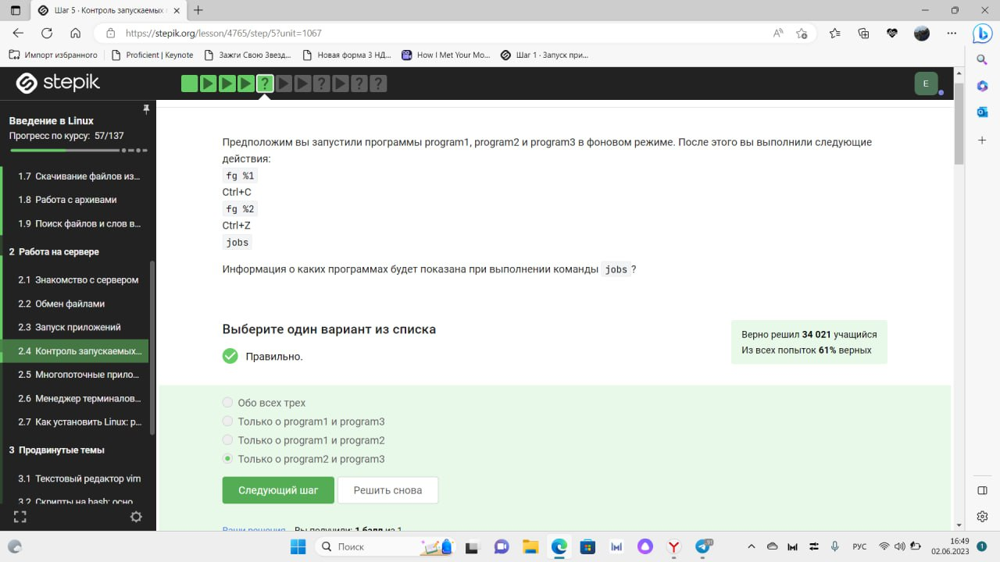 Шаг 5 · Контроль запускаемых
https://stepik.org/lesson/4765/step/5?unit=1067
Импорт избранного
Proficient | Keynote
Зажги Свою Звезд...
Новая форма 3 НД...
How I Met Your Mo...
Шаг 1 · Запуск при...
stepik
E
Введение в Linux
Прогресс по курсу: 57/137
1.7 Скачивание файлов из...
1.8 Работа с архивами
1.9 Поиск файлов и слов в...
2 Работа на сервере
2.1 Знакомство с сервером
2.2 Обмен файлами
2.3 Запуск приложений
2.4 Контроль запускаемых...
2.5 Многопоточные прило...
2.6 Менеджер терминалов...
2.7 Как установить Linux: р...
3 Продвинутые темы
3.1 Текстовый редактор vim
3.2 Скрипты на bash: осно
Предположим вы запустили программы program1, program2 и program3 в фоновом режиме. После этого вы выполнили следующие
действия:
fg %1
Ctrl+C
fg %2
Ctrl+Z
jobs
Информация о каких программах будет показана при выполнении команды jobs ?
Выберите один вариант из списка
Правильно.
Верно решил 34 021 учащийся
Из всех попыток 61% верных
Обо всех трех
Только о program1 и program3
Только о program1 и program2
Только о program2 и program3
Следующий шаг
Решить снова
Ваши решения Вы получили: 1 балл из 1
Поиск
РУС
16:49
02.06.2023
1